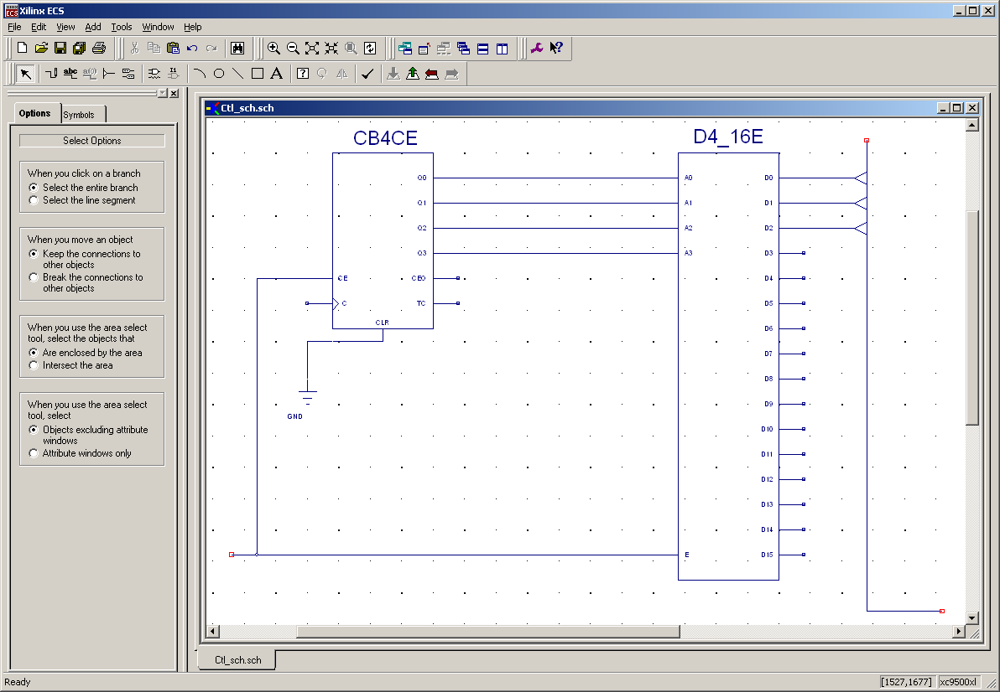 Xilinx ECS
File Edit View Add Tools Window Help
abc
Options Symbols
Select Options
When you click on a branch
Select the entire branch
Select the line segment
When you move an object
Keep the connections to
other objects
Break the connections to
other objects
When you use the area select
tool, select the objects that
Are enclosed by the area
Intersect the area
When you use the area select
tool, select
Objects excluding attribute
windows
Attribute windows only
Ctl_sch.sch
CB4CE
D4_16E
Q0 A0 D0
Q1 A1 D1
Q2 A2 D2
Q3 A3 D3
CE CEO D4
C TC D5
CLR
D6
D7
D8
D9
GND
D10
D11
D12
D13
D14
E D15
Ctl_sch.sch
Ready
[1527,1677] xc9500xl